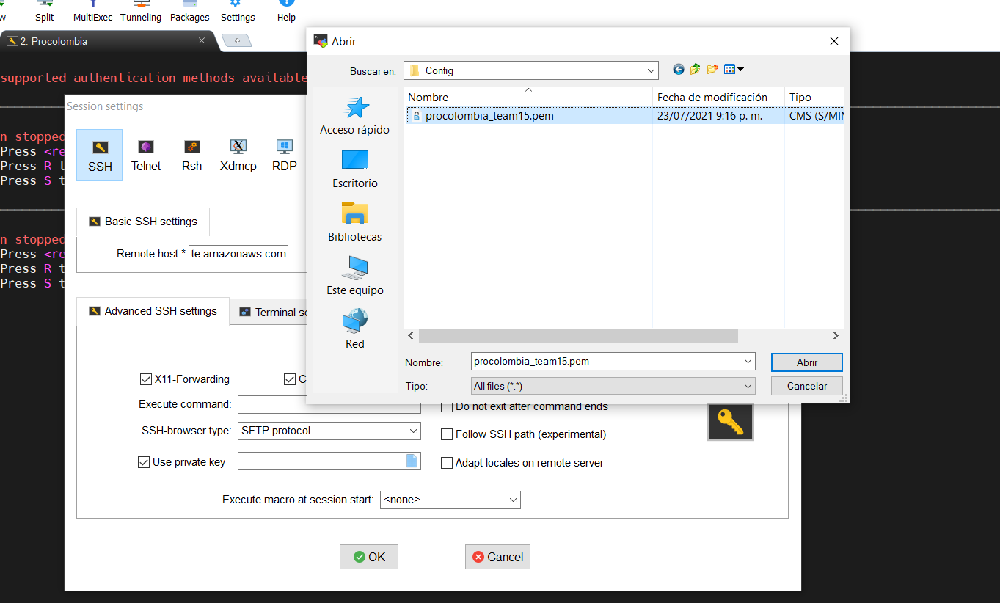 w Split MultiExec Tunneling Packages Settings Help
2. Procolombia
supported authentication methods available
n stopped
Press <re
Press R t
Press S t
n stopped
Press <re
Press R t
Press S t
Session settings
SSH Telnet Rsh Xdmcp RDP
Basic SSH settings
Remote host * te.amazonaws.com
Advanced SSH settings Terminal se
X11-Forwarding C
Execute command: Do not exit after command ends
SSH-browser type: SFTP protocol Follow SSH path (experimental)
Use private key Adapt locales on remote server
Execute macro at session start: <none>
OK Cancel
Abrir
Buscar en: Config
Acceso rápido
Escritorio
Bibliotecas
Este equipo
Red
Nombre Fecha de modificación Tipo
procolombia_team15.pem 23/07/2021 9:16 p. m. CMS (S/MIM
Nombre: procolombia_team15.pem Abrir
Tipo: All files (*.*) Cancelar